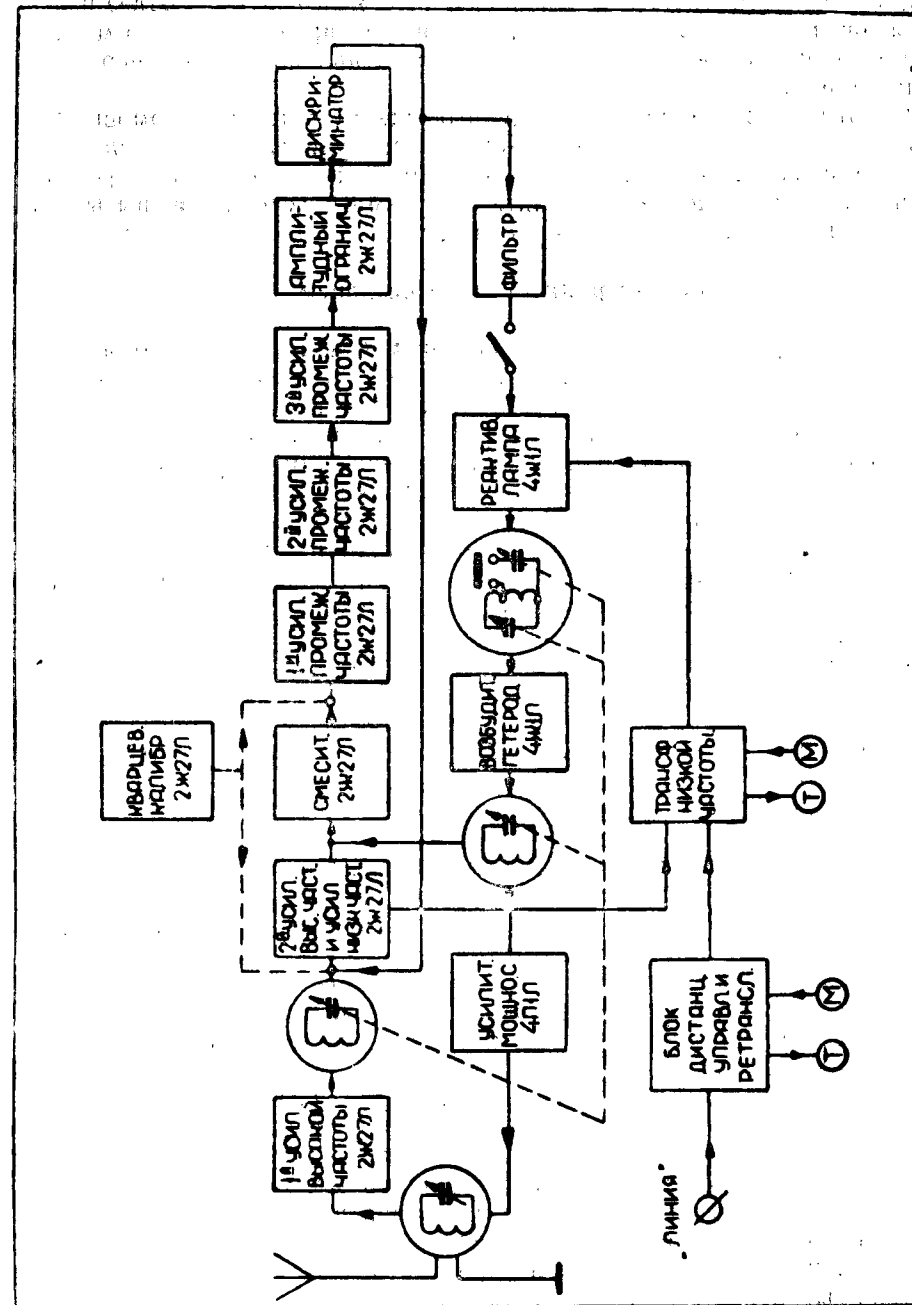 КВАРЦЕВ.
КАЛИБР
2Ж27Л
1й УСИЛ
ВЫСОКОЙ
ЧАСТОТЫ
2Ж27Л
2й УСИЛ.
ВЫС. ЧАСТ.
И УСИЛ
НИЗК ЧАСТ.
2Ж27Л
СМЕСИТ.
2Ж27Л
1й УСИЛ.
ПРОМЕЖ
ЧАСТОТЫ
2Ж27Л
2й УСИЛ.
ПРОМЕЖ.
ЧАСТОТЫ
2Ж27Л
3й УСИЛ.
ПРОМЕЖ
ЧАСТОТЫ
2Ж27Л
АМПЛИ-
ТУДНЫЙ
ОГРАНИЧ
2Ж27Л
ДИСКРИ-
МИНАТОР
УСИЛИТ.
МОЩНОС.
4П1Л
ВОЗБУДИТ
ГЕТЕРОД
4Ж1Л
РЕАКТИВ.
ЛАМПА
4Ж1Л
ФИЛЬТР
"ЛИНИЯ"
БЛОК
ДИСТАНЦ
УПРАВЛ И
РЕТРАНСЛ.
Т
М
ТРАНСФ
НИЗКОЙ
ЧАСТОТЫ
Т
М